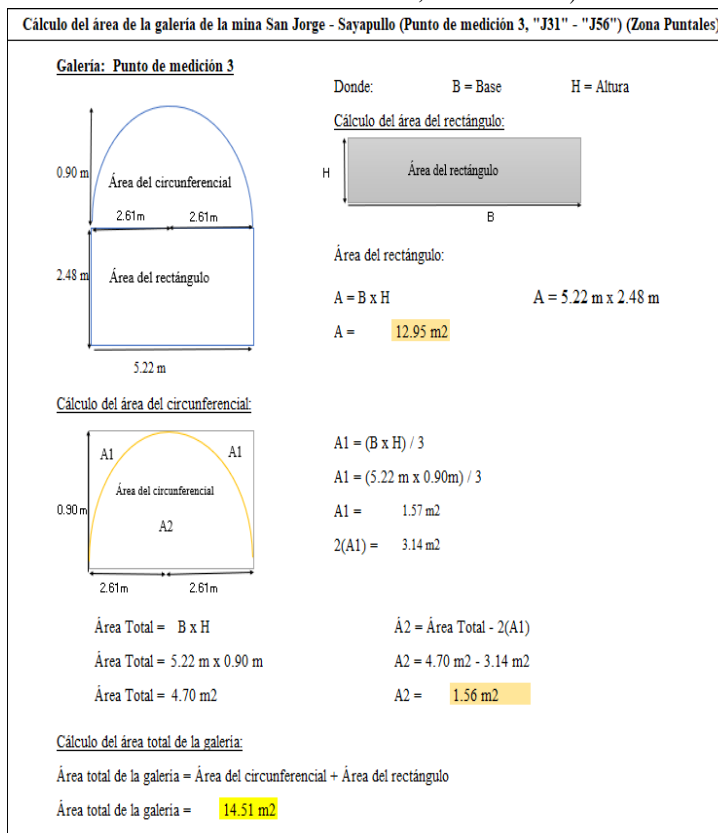 Cálculo del área de la galería de la mina San Jorge - Sayapullo (Punto de medición 3, "J31" - "J56") (Zona Puntales)
Galería: Punto de medición 3
Donde: B = Base H = Altura
Cálculo del área del rectángulo:
0.90 m
Área del circunferencial
2.61m 2.61m
H
Área del rectángulo
B
2.48 m
Área del rectángulo
5.22 m
Área del rectángulo:
A = B x H A = 5.22 m x 2.48 m
A = 12.95 m2
Cálculo del área del circunferencial:
A1 A1
Área del circunferencial
0.90 m
A2
2.61m 2.61m
A1 = (B x H) / 3
A1 = (5.22 m x 0.90m) / 3
A1 = 1.57 m2
2(A1) = 3.14 m2
Área Total = B x H
Área Total = 5.22 m x 0.90 m
Área Total = 4.70 m2
Á2 = Área Total - 2(A1)
A2 = 4.70 m2 - 3.14 m2
A2 = 1.56 m2
Cálculo del área total de la galeria:
Área total de la galeria = Área del circunferencial + Área del rectángulo
Área total de la galeria = 14.51 m2